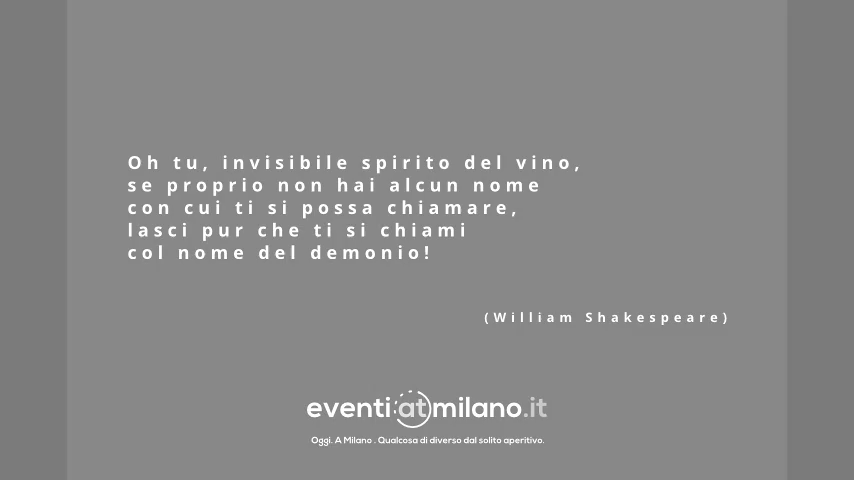 Oh tu, invisibile spirito del vino,
se proprio non hai alcun nome
con cui ti si possa chiamare,
lasci pur che ti si chiami
col nome del demonio!
(William Shakespeare)
eventiatmilano.it
Oggi. A Milano . Qualcosa di diverso dal solito aperitivo.